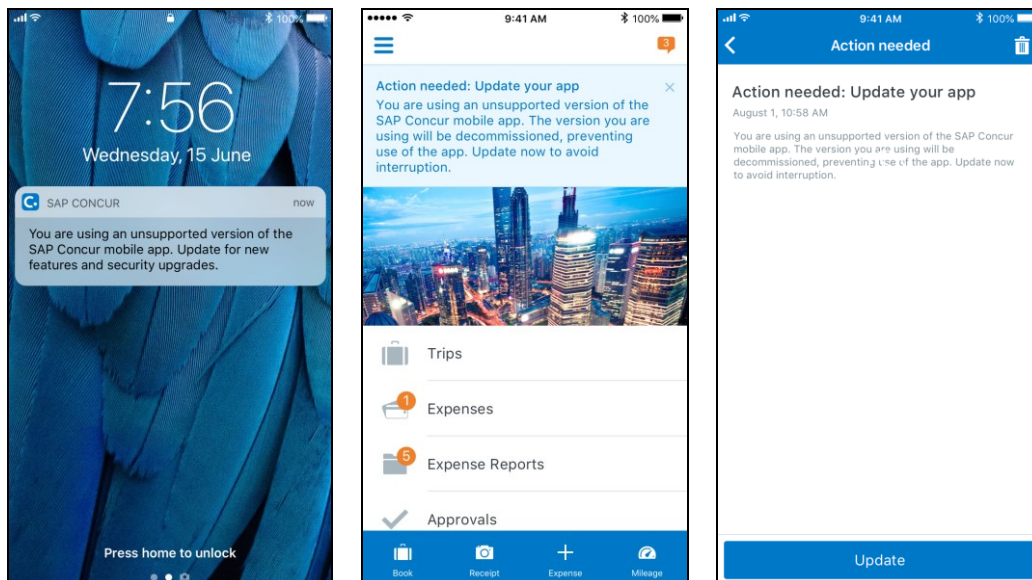 100%
7:56
Wednesday, 15 June
SAP CONCUR now
You are using an unsupported version of the
SAP Concur mobile app. Update for new
features and security upgrades.
Press home to unlock
9:41 AM 100%
3
Action needed: Update your app
You are using an unsupported version of the
SAP Concur mobile app. The version you are
using will be decommissioned, preventing
use of the app. Update now to avoid
interruption.
Trips
1
Expenses
5
Expense Reports
Approvals
Book Receipt Expense Mileage
9:41 AM 100%
Action needed
Action needed: Update your app
August 1, 10:58 AM
You are using an unsupported version of the SAP Concur
mobile app. The version you are using will be
decommissioned, preventing use of the app. Update now
to avoid interruption.
Update